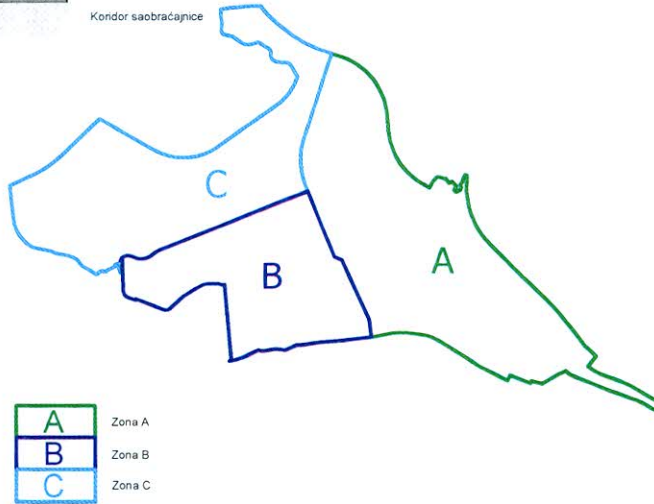 Koridor saobraćajnice
C
B
A
A Zona A
B Zona B
C Zona C